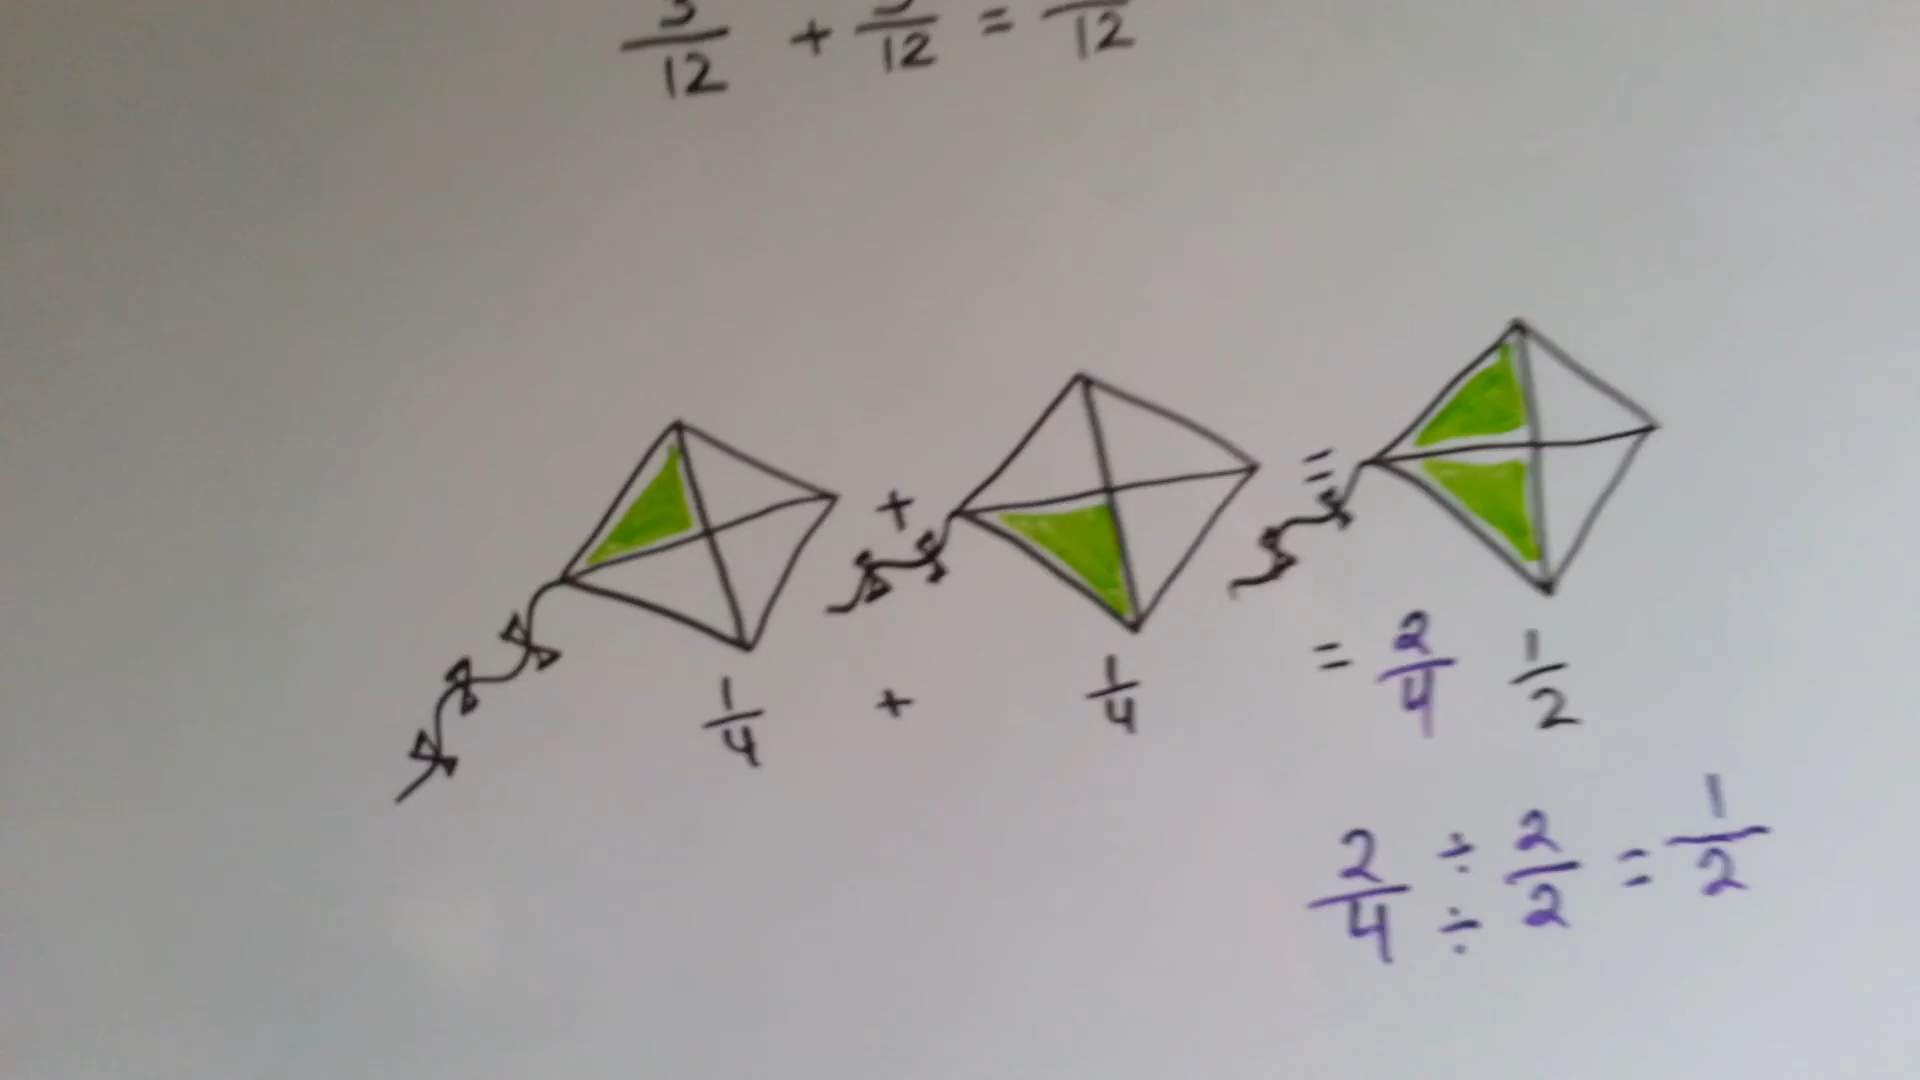 /12 + /12 = /12
+ =
1/4 + 1/4 = 2/4 1/2
2/4 ÷ 2/2 = 1/2
÷